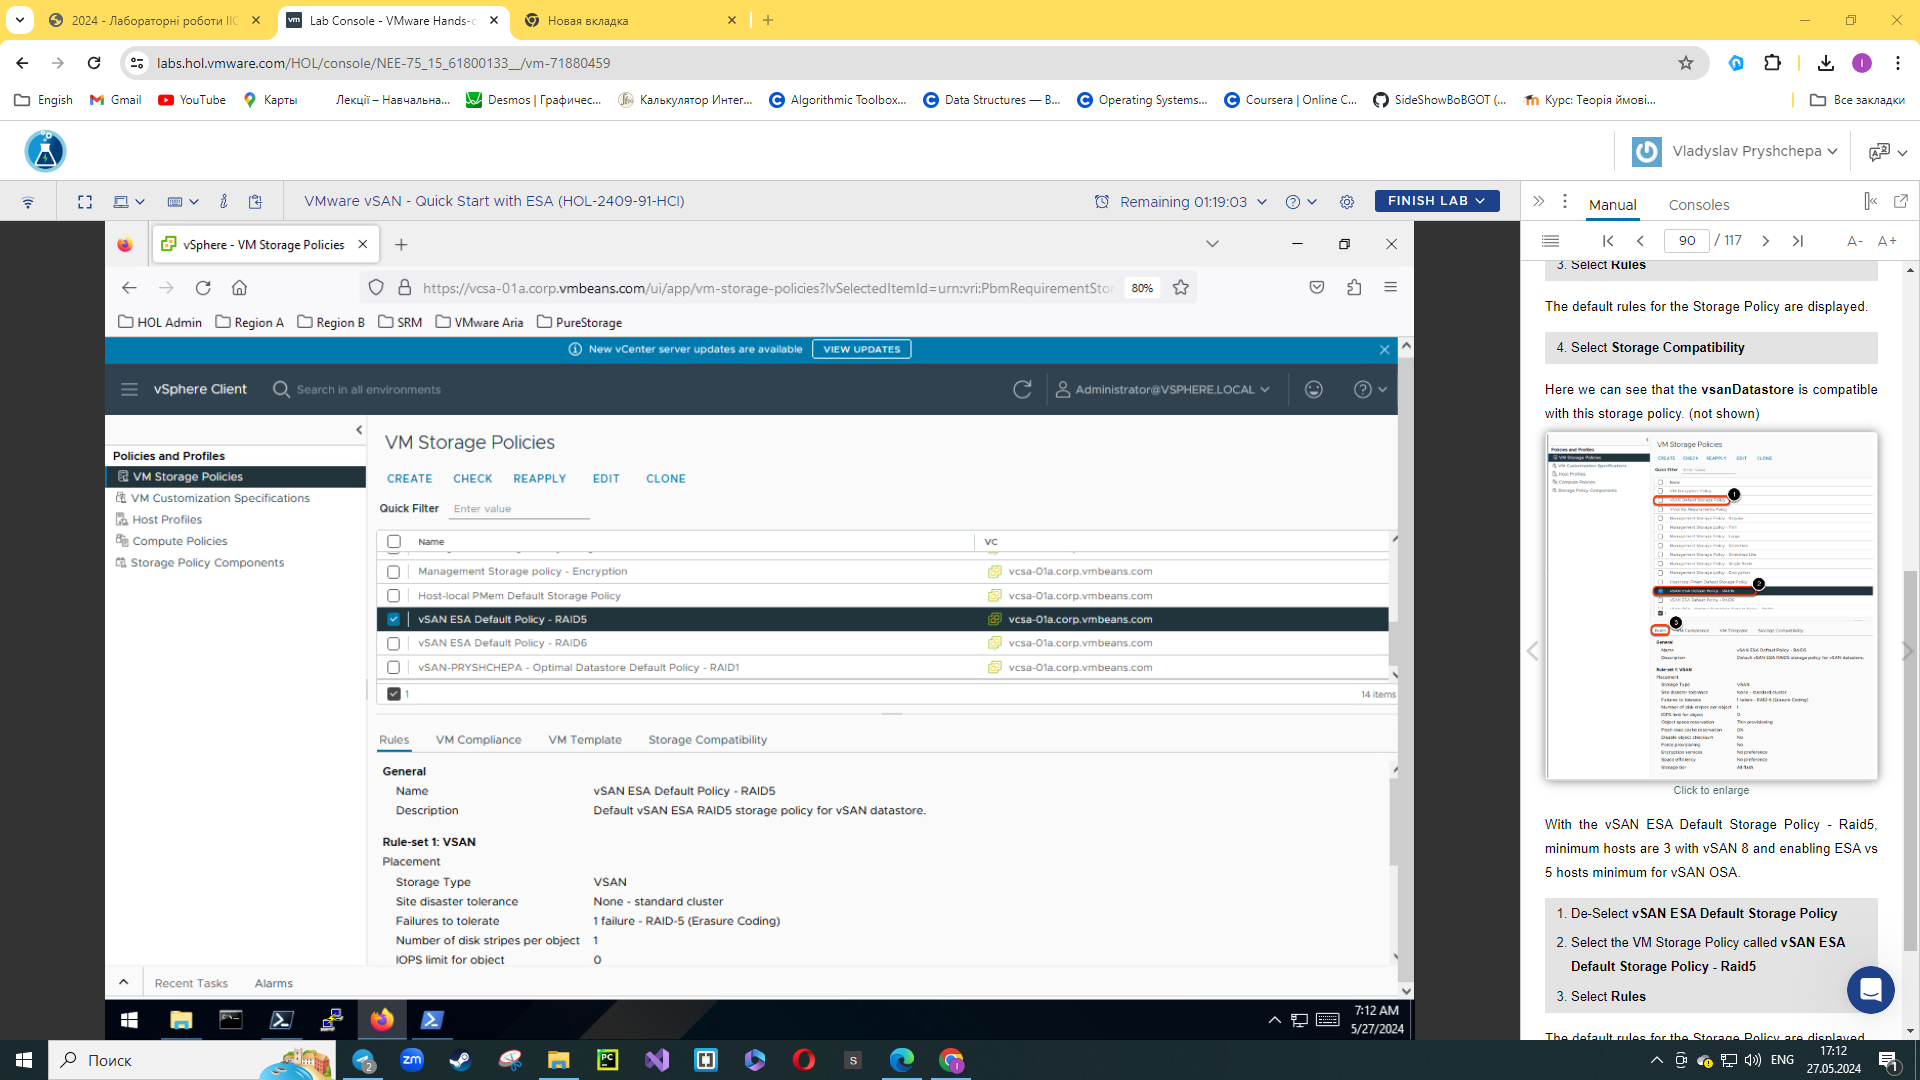 2024 - Лабораторні роботи ІІС
Lab Console - VMware Hands-o
Новая вкладка
labs.hol.vmware.com/HOL/console/NEE-75_15_61800133__/vm-71880459
Engish
Gmail
YouTube
Карты
Лекції – Навчальна...
Desmos | Графичес...
Калькулятор Интег...
Algorithmic Toolbox...
Data Structures — B...
Operating Systems...
Coursera | Online C...
SideShowBoBGOT (...
Курс: Теорія ймові...
Все закладки
Vladyslav Pryshchepa
VMware vSAN - Quick Start with ESA (HOL-2409-91-HCI)
Remaining 01:19:03
FINISH LAB
Manual
Consoles
90 / 117
A-
A+
vSphere - VM Storage Policies
https://vcsa-01a.corp.vmbeans.com/ui/app/vm-storage-policies?lvSelectedItemId=urn:vri:PbmRequirementStor
80%
HOL Admin
Region A
Region B
SRM
VMware Aria
PureStorage
New vCenter server updates are available
VIEW UPDATES
vSphere Client
Search in all environments
Administrator@VSPHERE.LOCAL
Policies and Profiles
VM Storage Policies
VM Customization Specifications
Host Profiles
Compute Policies
Storage Policy Components
VM Storage Policies
CREATE
CHECK
REAPPLY
EDIT
CLONE
Quick Filter
Enter value
Name
VC
Management Storage policy - Encryption
vcsa-01a.corp.vmbeans.com
Host-local PMem Default Storage Policy
vcsa-01a.corp.vmbeans.com
vSAN ESA Default Policy - RAID5
vcsa-01a.corp.vmbeans.com
vSAN ESA Default Policy - RAID6
vcsa-01a.corp.vmbeans.com
vSAN-PRYSHCHEPA - Optimal Datastore Default Policy - RAID1
vcsa-01a.corp.vmbeans.com
1
14 items
Rules
VM Compliance
VM Template
Storage Compatibility
General
Name
vSAN ESA Default Policy - RAID5
Description
Default vSAN ESA RAID5 storage policy for vSAN datastore.
Rule-set 1: VSAN
Placement
Storage Type
VSAN
Site disaster tolerance
None - standard cluster
Failures to tolerate
1 failure - RAID-5 (Erasure Coding)
Number of disk stripes per object
1
IOPS limit for object
0
Recent Tasks
Alarms
7:12 AM
5/27/2024
3. Select Rules
The default rules for the Storage Policy are displayed.
4. Select Storage Compatibility
Here we can see that the vsanDatastore is compatible
with this storage policy. (not shown)
Click to enlarge
With the vSAN ESA Default Storage Policy - Raid5,
minimum hosts are 3 with vSAN 8 and enabling ESA vs
5 hosts minimum for vSAN OSA.
1. De-Select vSAN ESA Default Storage Policy
2. Select the VM Storage Policy called vSAN ESA
Default Storage Policy - Raid5
3. Select Rules
The default rules for the Storage Policy are displayed
Поиск
ENG
17:12
27.05.2024